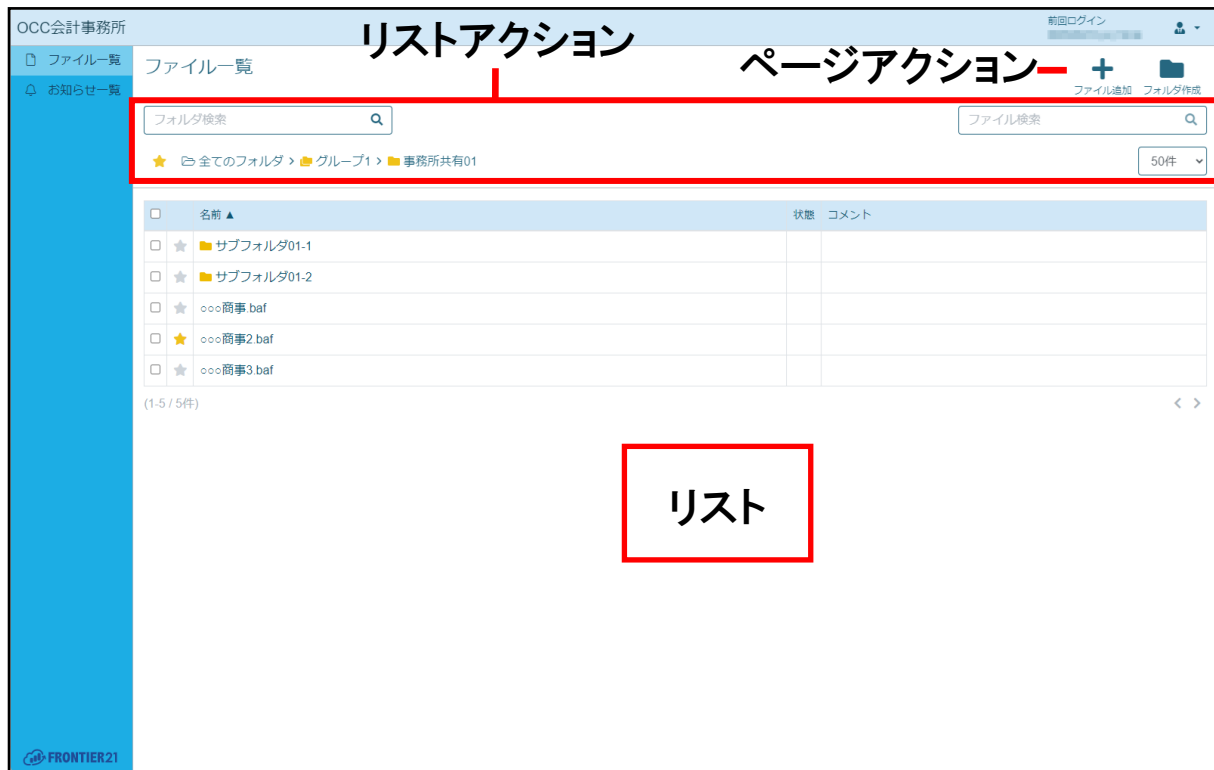 OCC会計事務所
前回ログイン
リストアクション
ファイル一覧
お知らせ一覧
ファイル一覧
ページアクション
ファイル追加 フォルダ作成
フォルダ検索
ファイル検索
全てのフォルダ > グループ1 > 事務所共有01
50件
名前▲ 状態 コメント
サブフォルダ01-1
サブフォルダ01-2
○○○商事.baf
○○○商事2.baf
○○○商事3.baf
(1-5 / 5件) < >
リスト
FRONTIER21